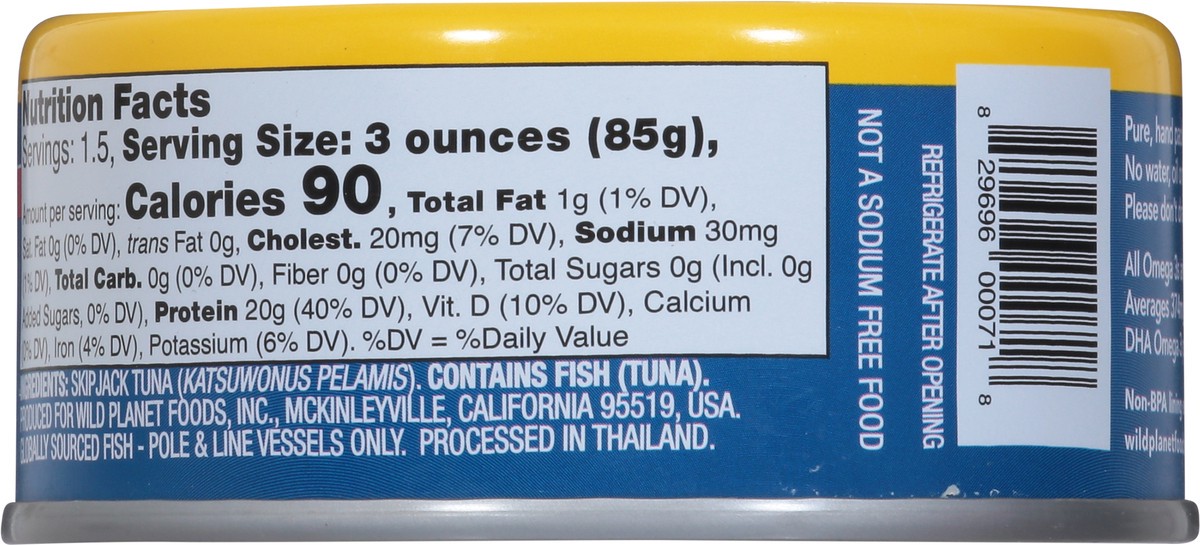 Nutrition Facts
Servings: 1.5, Serving Size: 3 ounces (85g),
Amount per serving: Calories 90, Total Fat 1g (1% DV),
Sat. Fat 0g (0% DV), trans Fat 0g, Cholest. 20mg (7% DV), Sodium 30mg
(1% DV), Total Carb. 0g (0% DV), Fiber 0g (0% DV), Total Sugars 0g (Incl. 0g
Added Sugars, 0% DV), Protein 20g (40% DV), Vit. D (10% DV), Calcium
(0% DV), Iron (4% DV), Potassium (6% DV). %DV = %Daily Value
INGREDIENTS: SKIPJACK TUNA (KATSUWONUS PELAMIS). CONTAINS FISH (TUNA).
PRODUCED FOR WILD PLANET FOODS, INC., MCKINLEYVILLE, CALIFORNIA 95519, USA.
GLOBALLY SOURCED FISH - POLE & LINE VESSELS ONLY. PROCESSED IN THAILAND.
NOT A SODIUM FREE FOOD
REFRIGERATE AFTER OPENING
8 29696 00071 8
Pure, hand
No water, oil
Please don't
All Omega
Averages
DHA Omega
Non-BPA lining